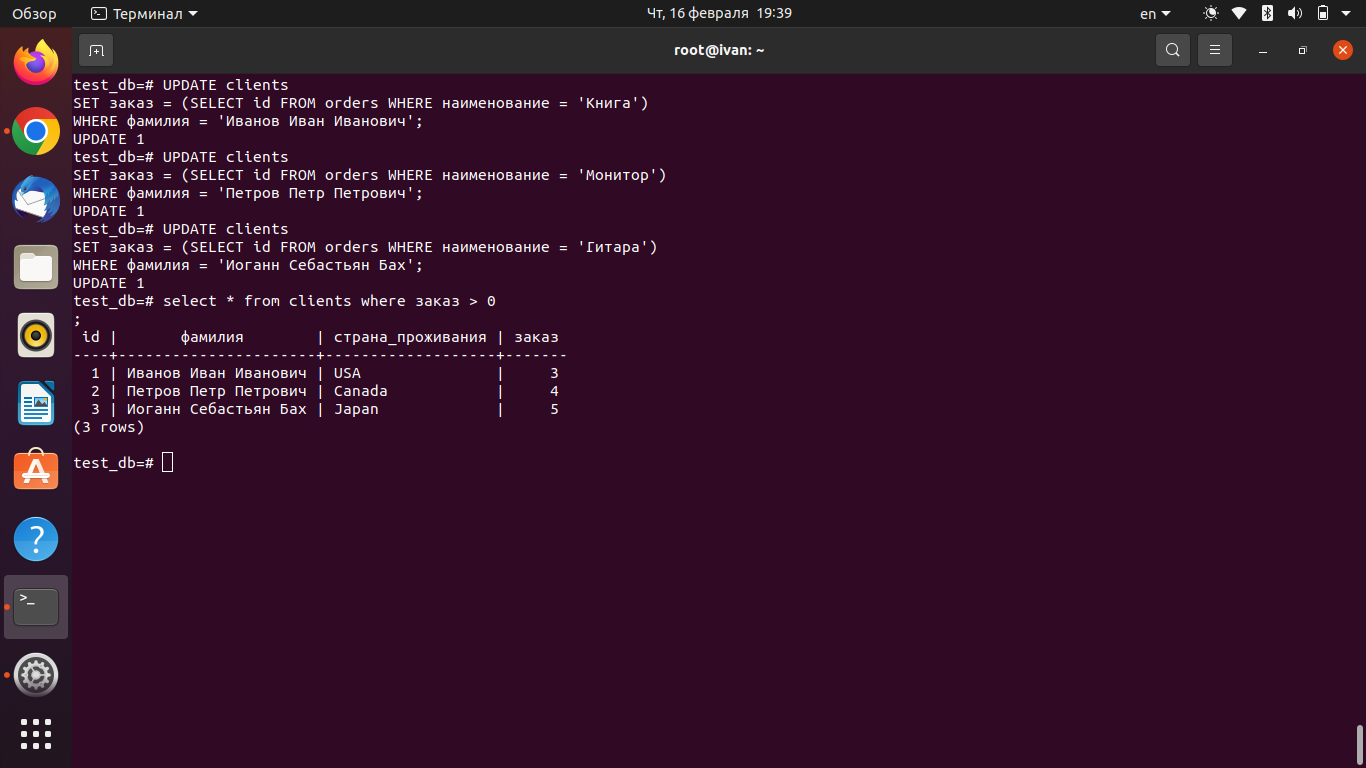 Обзор
Терминал
Чт, 16 февраля 19:39
en
root@ivan: ~
test_db=# UPDATE clients
SET заказ = (SELECT id FROM orders WHERE наименование = 'Книга')
WHERE фамилия = 'Иванов Иван Иванович';
UPDATE 1
test_db=# UPDATE clients
SET заказ = (SELECT id FROM orders WHERE наименование = 'Монитор')
WHERE фамилия = 'Петров Петр Петрович';
UPDATE 1
test_db=# UPDATE clients
SET заказ = (SELECT id FROM orders WHERE наименование = 'Гитара')
WHERE фамилия = 'Иоганн Себастьян Бах';
UPDATE 1
test_db=# select * from clients where заказ > 0
;
 id |       фамилия        | страна_проживания | заказ
----+----------------------+-------------------+-------
  1 | Иванов Иван Иванович | USA               |     3
  2 | Петров Петр Петрович | Canada            |     4
  3 | Иоганн Себастьян Бах | Japan             |     5
(3 rows)
test_db=#